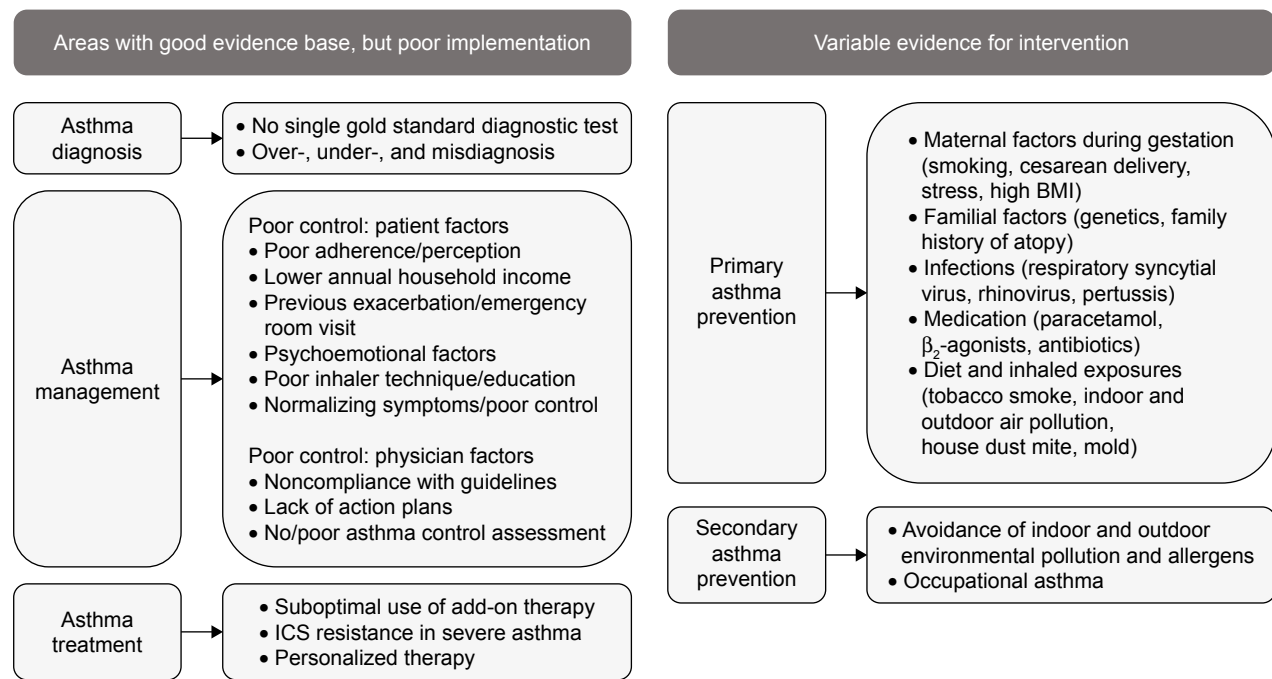 Areas with good evidence base, but poor implementation
Asthma
diagnosis
• No single gold standard diagnostic test
• Over-, under-, and misdiagnosis
Asthma
management
Poor control: patient factors
• Poor adherence/perception
• Lower annual household income
• Previous exacerbation/emergency
room visit
• Psychoemotional factors
• Poor inhaler technique/education
• Normalizing symptoms/poor control
Poor control: physician factors
• Noncompliance with guidelines
• Lack of action plans
• No/poor asthma control assessment
Asthma
treatment
• Suboptimal use of add-on therapy
• ICS resistance in severe asthma
• Personalized therapy
Variable evidence for intervention
Primary
asthma
prevention
• Maternal factors during gestation
(smoking, cesarean delivery,
stress, high BMI)
• Familial factors (genetics, family
history of atopy)
• Infections (respiratory syncytial
virus, rhinovirus, pertussis)
• Medication (paracetamol,
β₂-agonists, antibiotics)
• Diet and inhaled exposures
(tobacco smoke, indoor and
outdoor air pollution,
house dust mite, mold)
Secondary
asthma
prevention
• Avoidance of indoor and outdoor
environmental pollution and allergens
• Occupational asthma